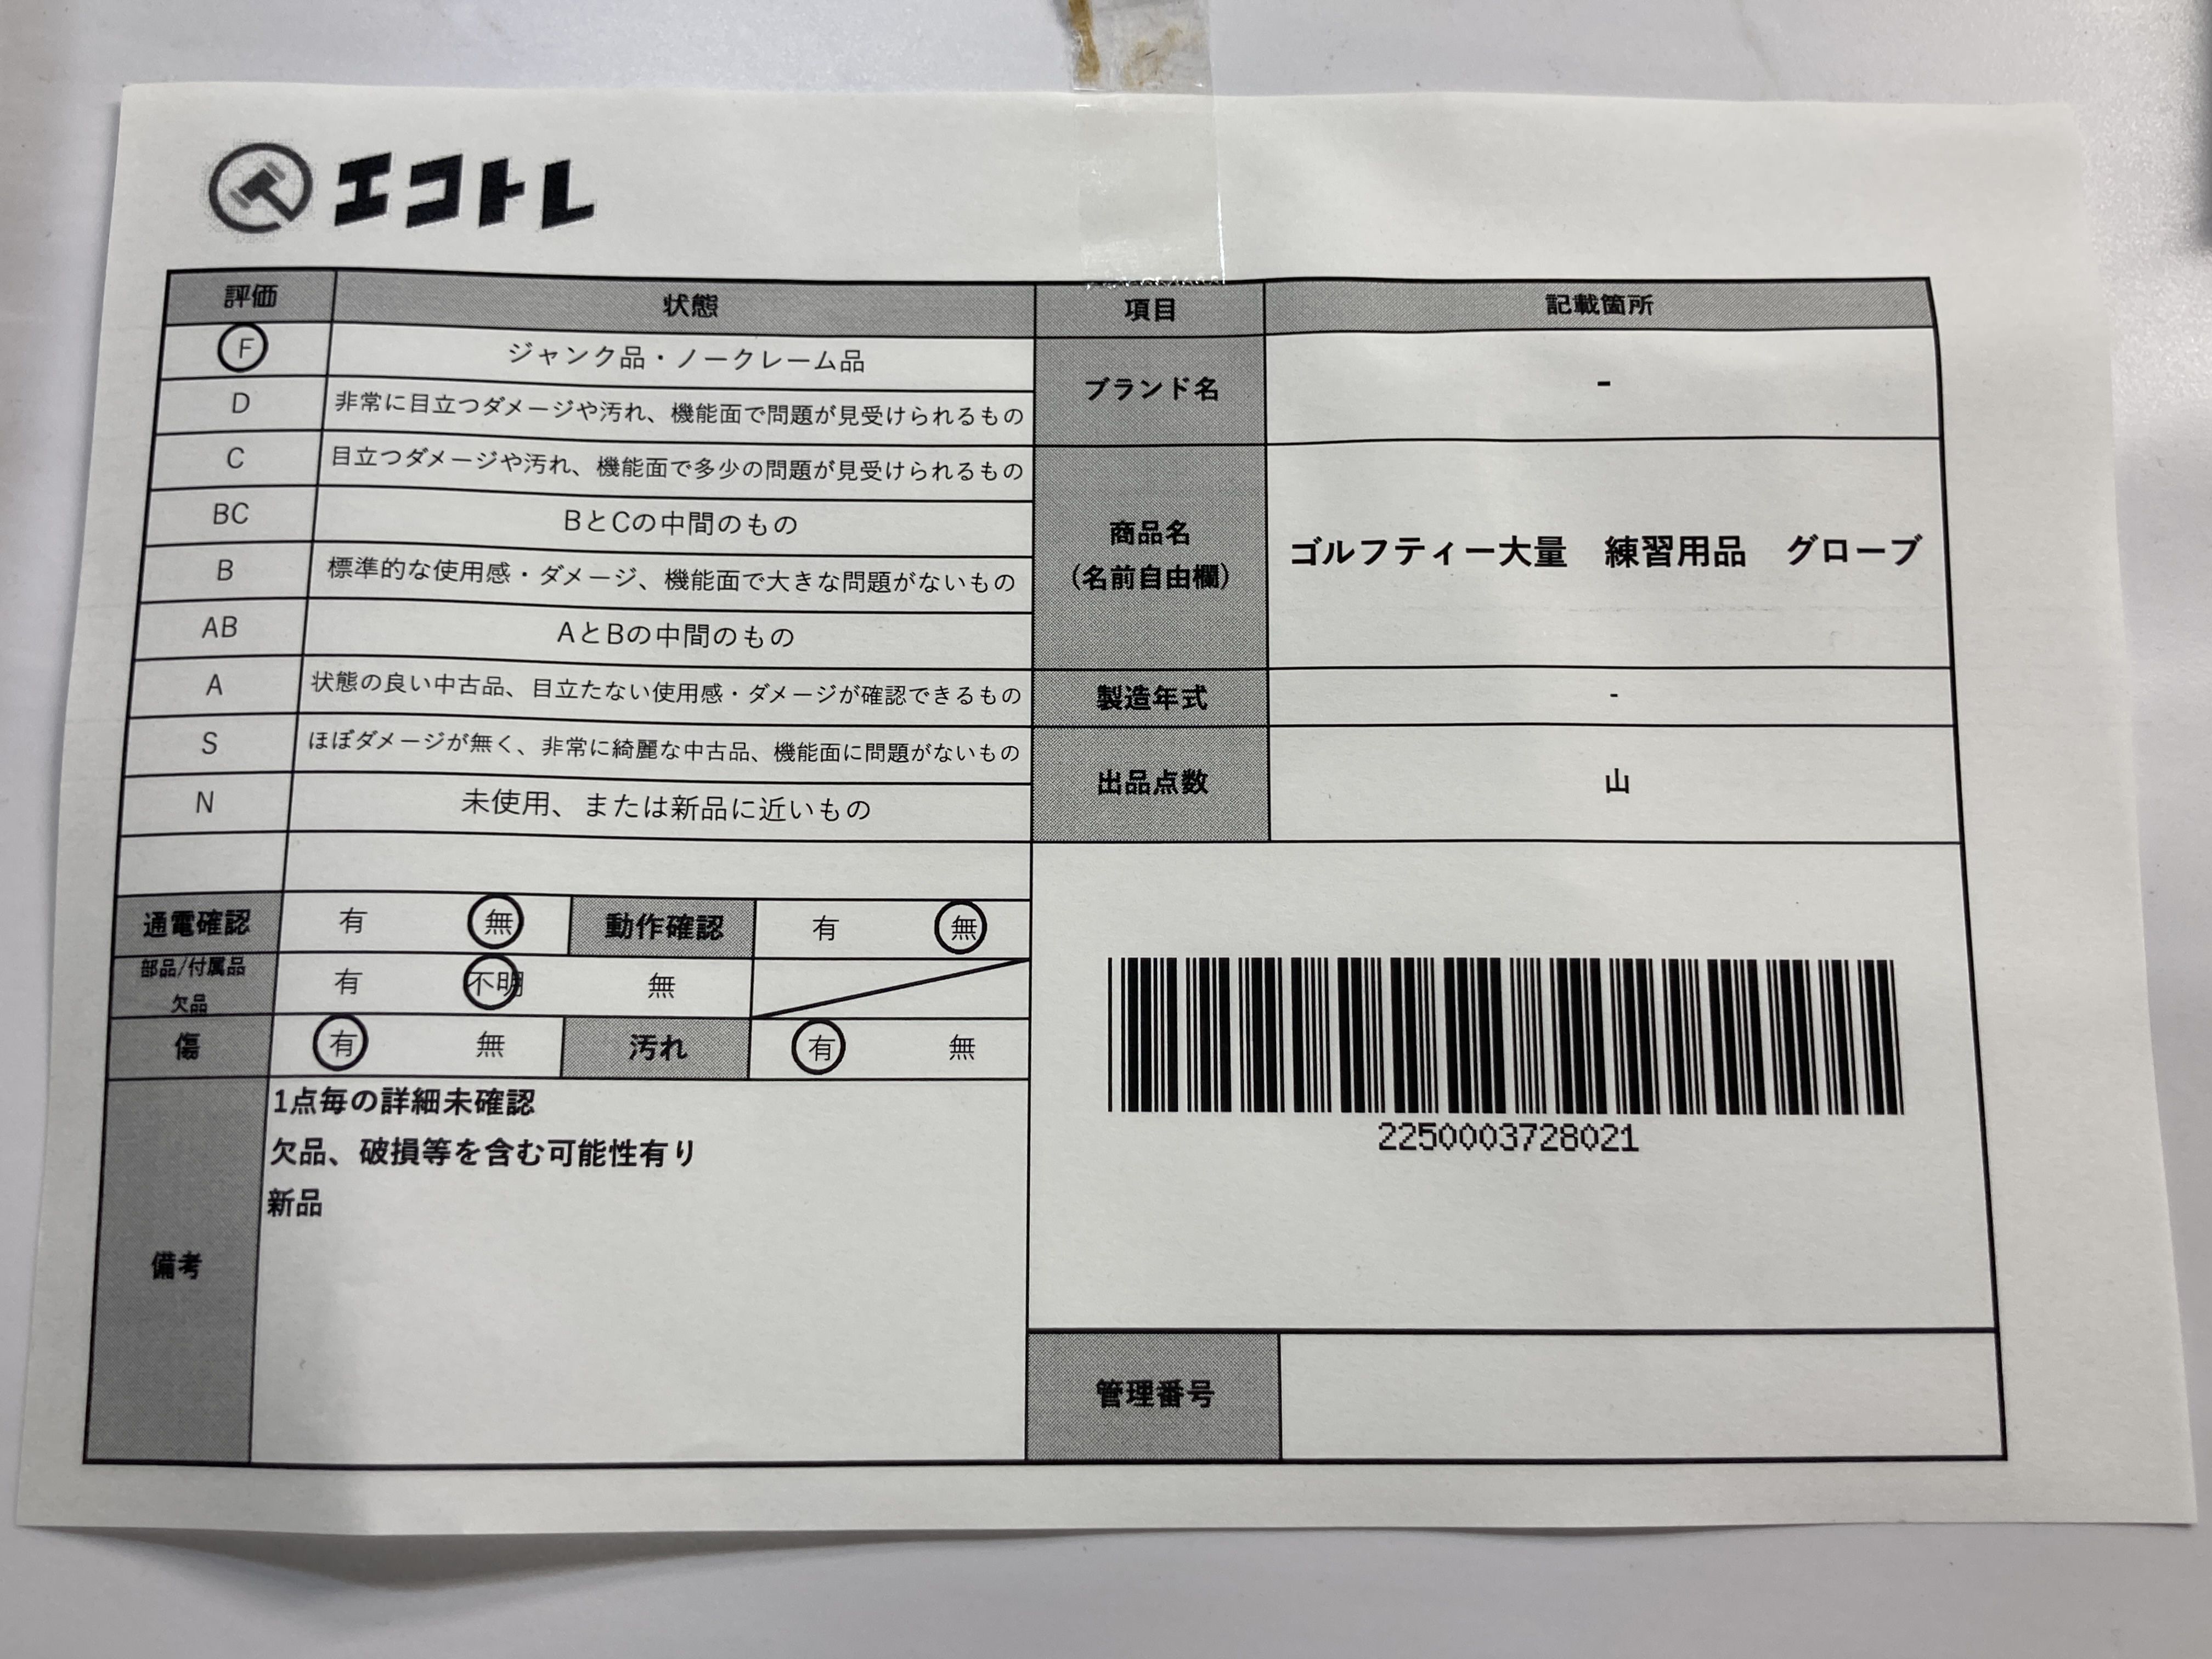 エコトレ
評価 状態 項目 記載箇所
F ジャンク品・ノークレーム品
D 非常に目立つダメージや汚れ、機能面で問題が見受けられるもの
ブランド名 -
C 目立つダメージや汚れ、機能面で多少の問題が見受けられるもの
BC BとCの中間のもの
B 標準的な使用感・ダメージ、機能面で大きな問題がないもの
AB AとBの中間のもの
商品名
(名前自由欄)
ゴルフティー大量 練習用品 グローブ
A 状態の良い中古品、目立たない使用感・ダメージが確認できるもの
製造年式 -
S ほぼダメージが無く、非常に綺麗な中古品、機能面に問題がないもの
N 未使用、または新品に近いもの
出品点数 山
通電確認 有 無 動作確認 有 無
部品/付属品
欠品
有 不明 無
傷 有 無 汚れ 有 無
備考
1点毎の詳細未確認
欠品、破損等を含む可能性有り
新品
2250003728021
管理番号